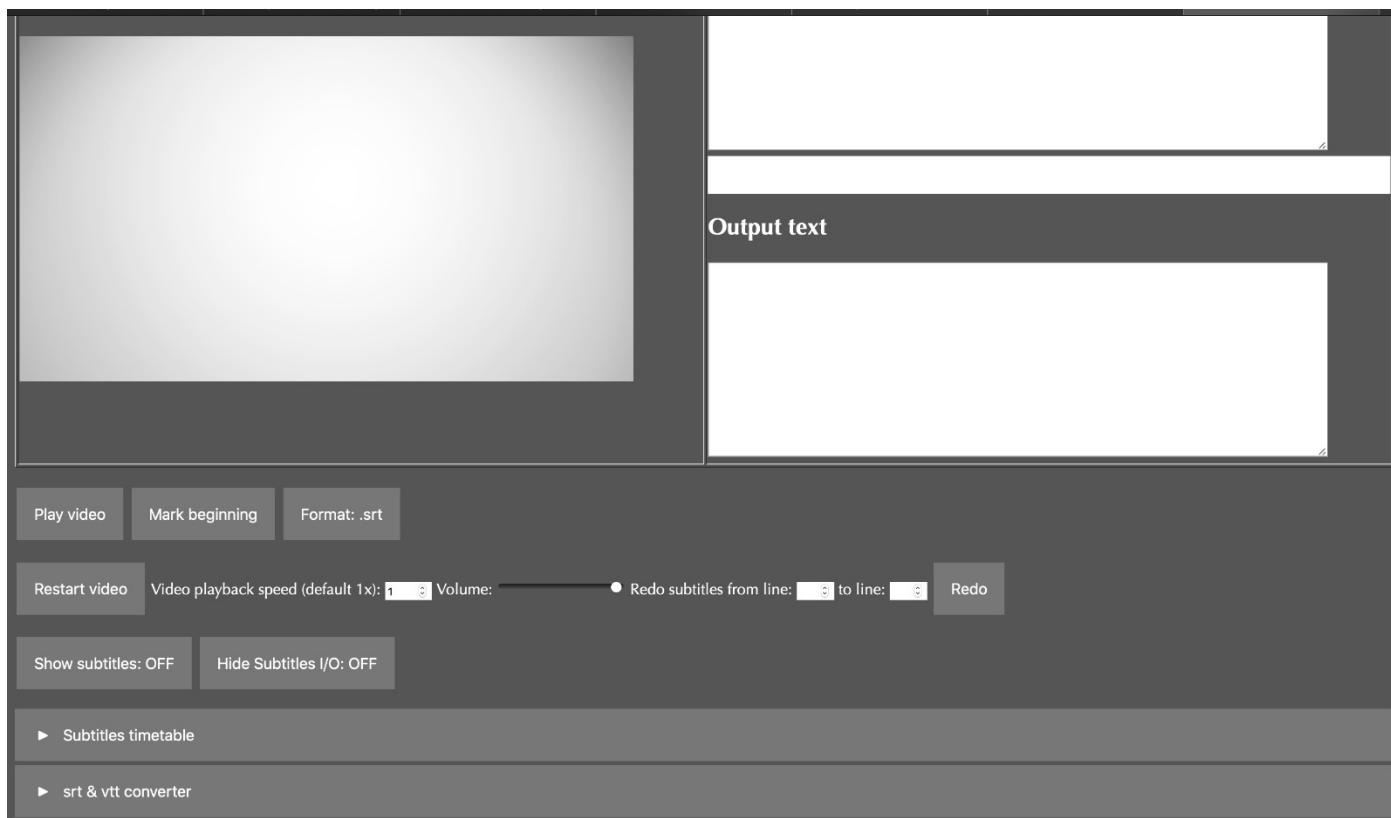 Output text
Play video Mark beginning Format: .srt
Restart video Video playback speed (default 1x): 1 Volume: Redo subtitles from line: to line: Redo
Show subtitles: OFF Hide Subtitles I/O: OFF
► Subtitles timetable
► srt & vtt converter